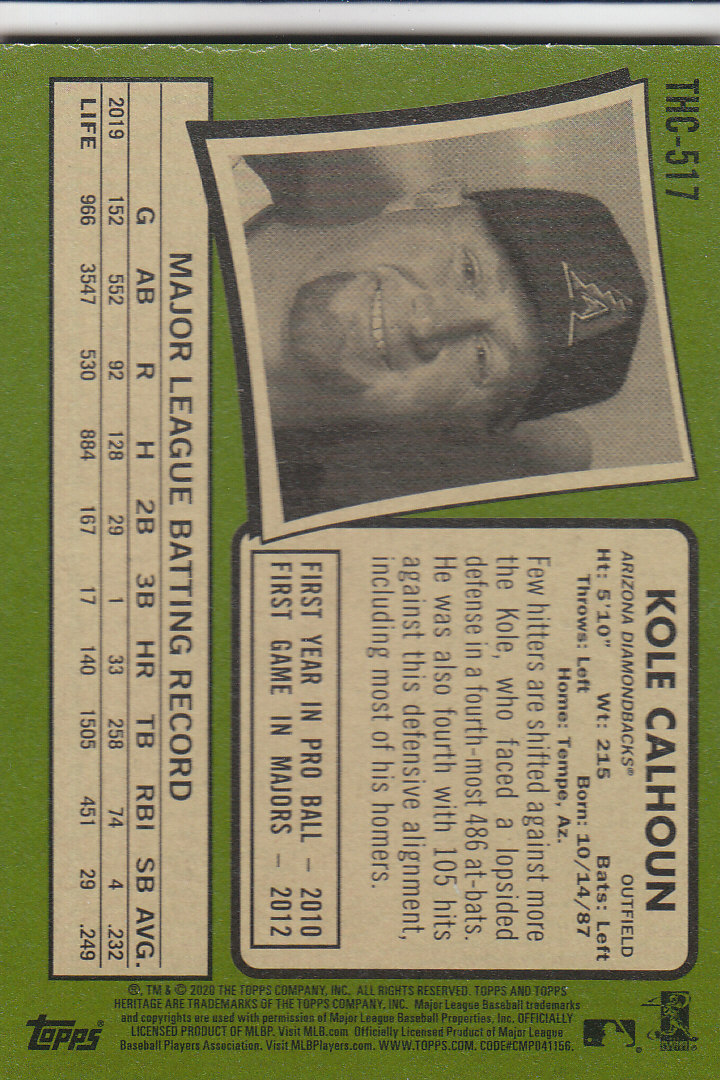 THC-517
KOLE CALHOUN
ARIZONA DIAMONDBACKS® OUTFIELD
Ht: 5'10" Wt: 215 Bats: Left
Throws: Left Born: 10/14/87
Home: Tempe, Az.
Few hitters are shifted against more
the Kole, who faced a lopsided
defense in a fourth-most 486 at-bats.
He was also fourth with 105 hits
against this defensive alignment,
including most of his homers.
FIRST YEAR IN PRO BALL – 2010
FIRST GAME IN MAJORS – 2012
MAJOR LEAGUE BATTING RECORD
G AB R H 2B 3B HR TB RBI SB AVG.
2019 152 552 92 128 29 1 33 258 74 4 .232
LIFE 966 3547 530 884 167 17 140 1505 451 29 .249
®, TM & © 2020 THE TOPPS COMPANY, INC. ALL RIGHTS RESERVED. TOPPS AND TOPPS
HERITAGE ARE TRADEMARKS OF THE TOPPS COMPANY, INC. Major League Baseball trademarks
and copyrights are used with permission of Major League Baseball Properties, Inc. OFFICIALLY
LICENSED PRODUCT OF MLBP. Visit MLB.com Officially Licensed Product of Major League
Baseball Players Association. Visit MLBPlayers.com. WWW.TOPPS.COM. CODE#CMP041156.
TOPPS®